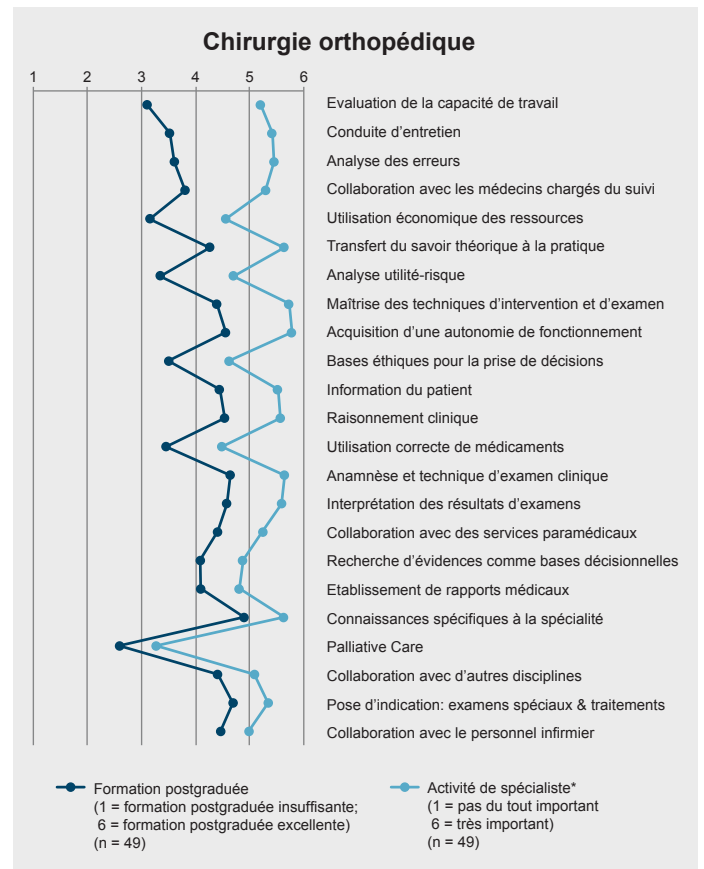 Chirurgie orthopédique
1 2 3 4 5 6
Evaluation de la capacité de travail
Conduite d'entretien
Analyse des erreurs
Collaboration avec les médecins chargés du suivi
Utilisation économique des ressources
Transfert du savoir théorique à la pratique
Analyse utilité-risque
Maîtrise des techniques d'intervention et d'examen
Acquisition d'une autonomie de fonctionnement
Bases éthiques pour la prise de décisions
Information du patient
Raisonnement clinique
Utilisation correcte de médicaments
Anamnèse et technique d'examen clinique
Interprétation des résultats d'examens
Collaboration avec des services paramédicaux
Recherche d'évidences comme bases décisionnelles
Etablissement de rapports médicaux
Connaissances spécifiques à la spécialité
Palliative Care
Collaboration avec d'autres disciplines
Pose d'indication: examens spéciaux & traitements
Collaboration avec le personnel infirmier
Formation postgraduée
(1 = formation postgraduée insuffisante;
6 = formation postgraduée excellente)
(n = 49)
Activité de spécialiste*
(1 = pas du tout important
6 = très important)
(n = 49)